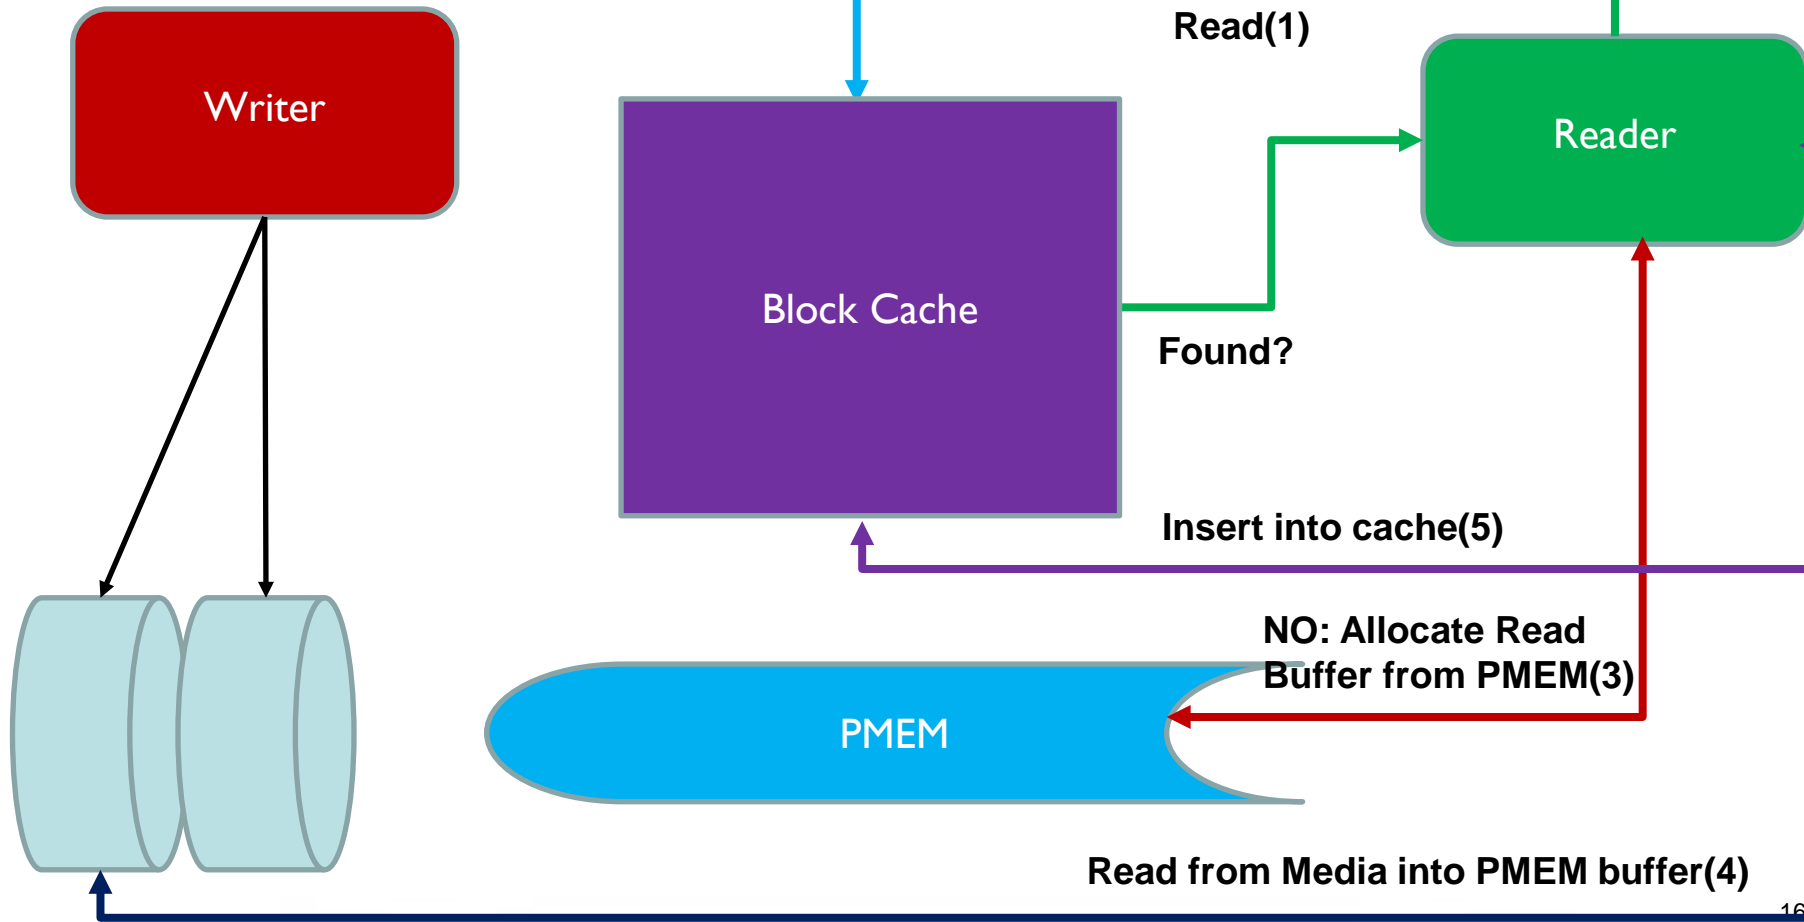 Read(1)
Writer
Reader
Block Cache
Found?
Insert into cache(5)
NO: Allocate Read
Buffer from PMEM(3)
PMEM
Read from Media into PMEM buffer(4)
16